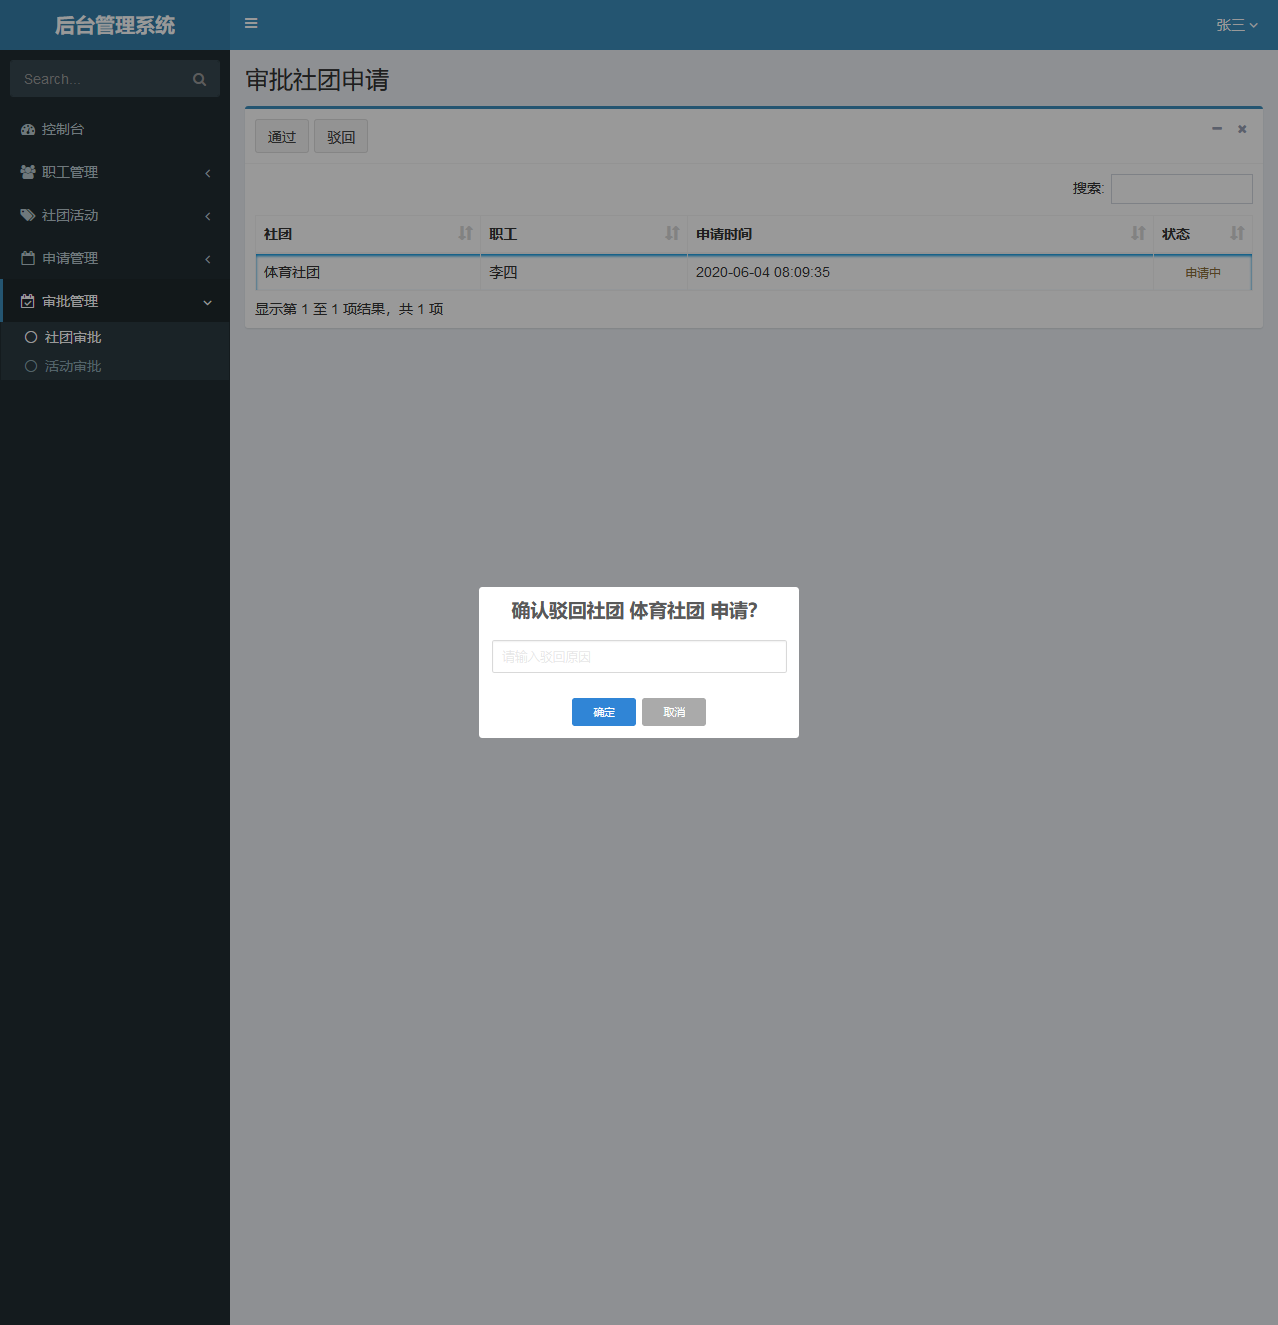 后台管理系统
张三
Search...
控制台
职工管理
社团活动
申请管理
审批管理
社团审批
活动审批
审批社团申请
通过 驳回
搜索:
社团 职工 申请时间 状态
体育社团 李四 2020-06-04 08:09:35 申请中
显示第 1 至 1 项结果，共 1 项
确认驳回社团 体育社团 申请?
请输入驳回原因
确定 取消